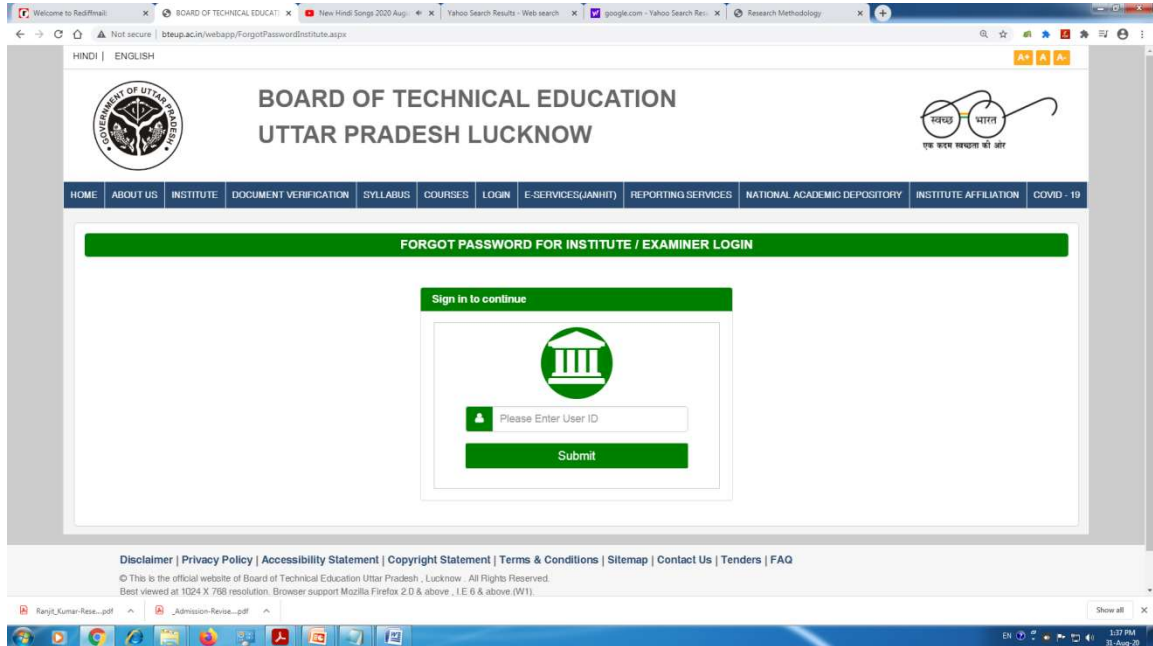 Welcome to Rediffmail:
BOARD OF TECHNICAL EDUCATI
New Hindi Songs 2020 Aug
Yahoo Search Results - Web search
google.com - Yahoo Search Res
Research Methodology
Not secure | bteup.ac.in/webapp/ForgotPasswordInstitute.aspx
HINDI | ENGLISH
A+ A A-
GOVERNMENT OF UTTAR PRADESH
BOARD OF TECHNICAL EDUCATION
UTTAR PRADESH LUCKNOW
स्वच्छ भारत
एक कदम स्वच्छता की ओर
HOME ABOUT US INSTITUTE DOCUMENT VERIFICATION SYLLABUS COURSES LOGIN E-SERVICES(JANHIT) REPORTING SERVICES NATIONAL ACADEMIC DEPOSITORY INSTITUTE AFFILIATION COVID - 19
FORGOT PASSWORD FOR INSTITUTE / EXAMINER LOGIN
Sign in to continue
Please Enter User ID
Submit
Disclaimer | Privacy Policy | Accessibility Statement | Copyright Statement | Terms & Conditions | Sitemap | Contact Us | Tenders | FAQ
© This is the official website of Board of Technical Education Uttar Pradesh , Lucknow . All Rights Reserved.
Best viewed at 1024 X 768 resolution. Browser support Mozilla Firefox 2.0 & above , I.E 6 & above.(W1).
Ranjit_Kumar-Rese....pdf
_Admission-Revise....pdf
Show all
EN
1:37 PM
31-Aug-20